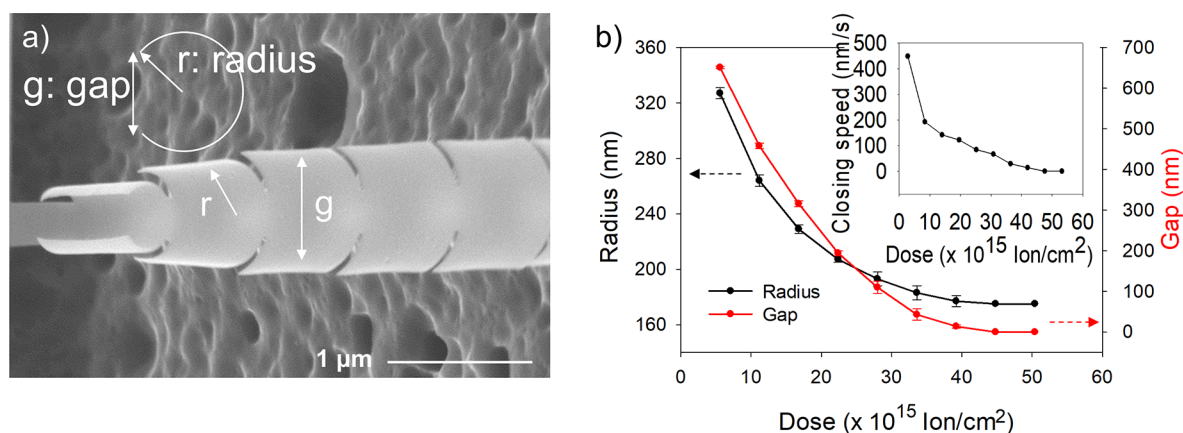 a)
r: radius
g: gap
r
g
1 µm
b)
Radius (nm)
360
320
280
240
200
160
0
10
20
30
40
50
60
Dose (x 10¹⁵ Ion/cm²)
Radius
Gap
Closing speed (nm/s)
500
400
300
200
100
0
0 10 20 30 40 50 60
Dose (x 10¹⁵ Ion/cm²)
700
600
500
400
300
200
100
0
Gap (nm)